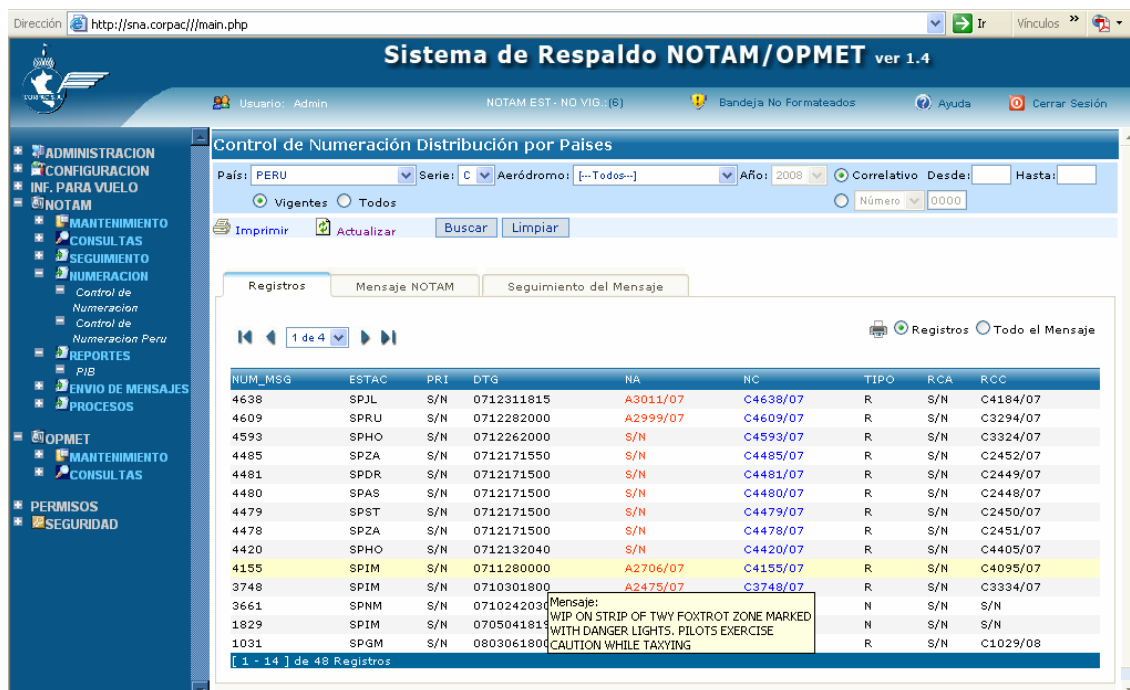 Dirección http://sna.corpac///main.php Ir Vínculos »
Sistema de Respaldo NOTAM/OPMET ver 1.4
CORPAC S.A.
Usuario: Admin NOTAM EST - NO VIG.:(6) Bandeja No Formateados Ayuda Cerrar Sesión
ADMINISTRACION
CONFIGURACION
INF. PARA VUELO
NOTAM
MANTENIMIENTO
CONSULTAS
SEGUIMIENTO
NUMERACION
Control de
Numeracion
Control de
Numeracion Peru
REPORTES
PIB
ENVIO DE MENSAJES
PROCESOS
OPMET
MANTENIMIENTO
CONSULTAS
PERMISOS
SEGURIDAD
Control de Numeración Distribución por Paises
País: PERU Serie: C Aeródromo: [---Todos---] Año: 2008 Correlativo Desde: Hasta:
Vigentes Todos Número 0000
Imprimir Actualizar Buscar Limpiar
Registros Mensaje NOTAM Seguimiento del Mensaje
1 de 4 Registros Todo el Mensaje
NUM_MSG ESTAC PRI DTG NA NC TIPO RCA RCC
4638 SPJL S/N 0712311815 A3011/07 C4638/07 R S/N C4184/07
4609 SPRU S/N 0712282000 A2999/07 C4609/07 R S/N C3294/07
4593 SPHO S/N 0712262000 S/N C4593/07 R S/N C3324/07
4485 SPZA S/N 0712171550 S/N C4485/07 R S/N C2452/07
4481 SPDR S/N 0712171500 S/N C4481/07 R S/N C2449/07
4480 SPAS S/N 0712171500 S/N C4480/07 R S/N C2448/07
4479 SPST S/N 0712171500 S/N C4479/07 R S/N C2450/07
4478 SPZA S/N 0712171500 S/N C4478/07 R S/N C2451/07
4420 SPHO S/N 0712132040 S/N C4420/07 R S/N C4405/07
4155 SPIM S/N 0711280000 A2706/07 C4155/07 R S/N C4095/07
3748 SPIM S/N 0710301800 A2475/07 C3748/07 R S/N C3334/07
3661 SPNM S/N 071024203 N S/N S/N
1829 SPIM S/N 070504181 N S/N S/N
1031 SPGM S/N 080306180 R S/N C1029/08
Mensaje:
WIP ON STRIP OF TWY FOXTROT ZONE MARKED
WITH DANGER LIGHTS. PILOTS EXERCISE
CAUTION WHILE TAXYING
[ 1 - 14 ] de 48 Registros